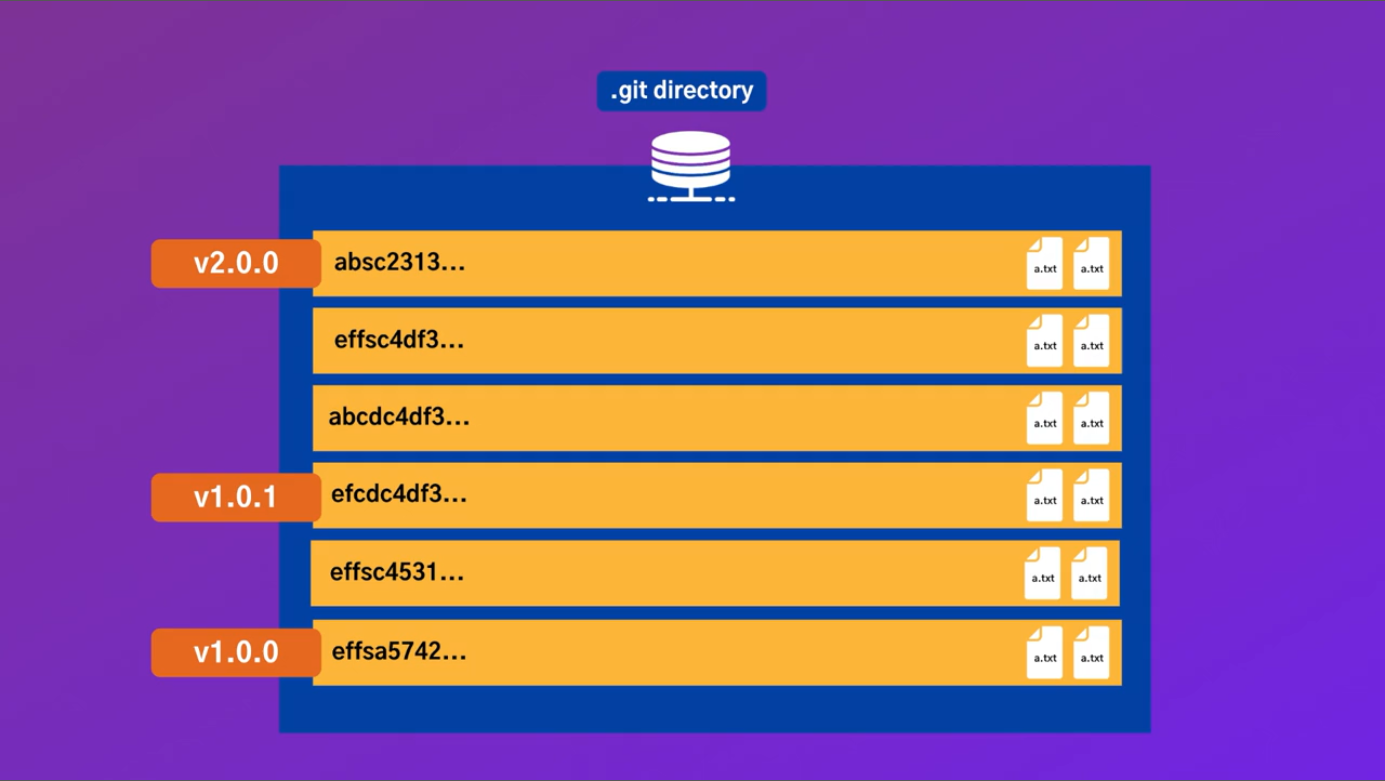 .git directory
v2.0.0 absc2313... a.txt a.txt
effsc4df3... a.txt a.txt
abcdc4df3... a.txt a.txt
v1.0.1 efcdc4df3... a.txt a.txt
effsc4531... a.txt a.txt
v1.0.0 effsa5742... a.txt a.txt